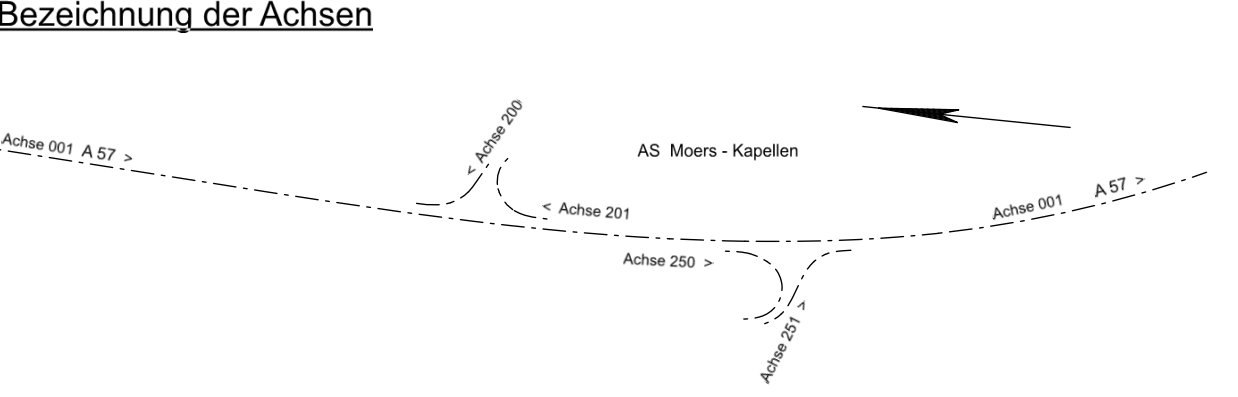 Bezeichnung der Achsen
Achse 001 A 57 >
< Achse 200
AS Moers - Kapellen
< Achse 201
Achse 001 A 57 >
Achse 250 >
Achse 251 >